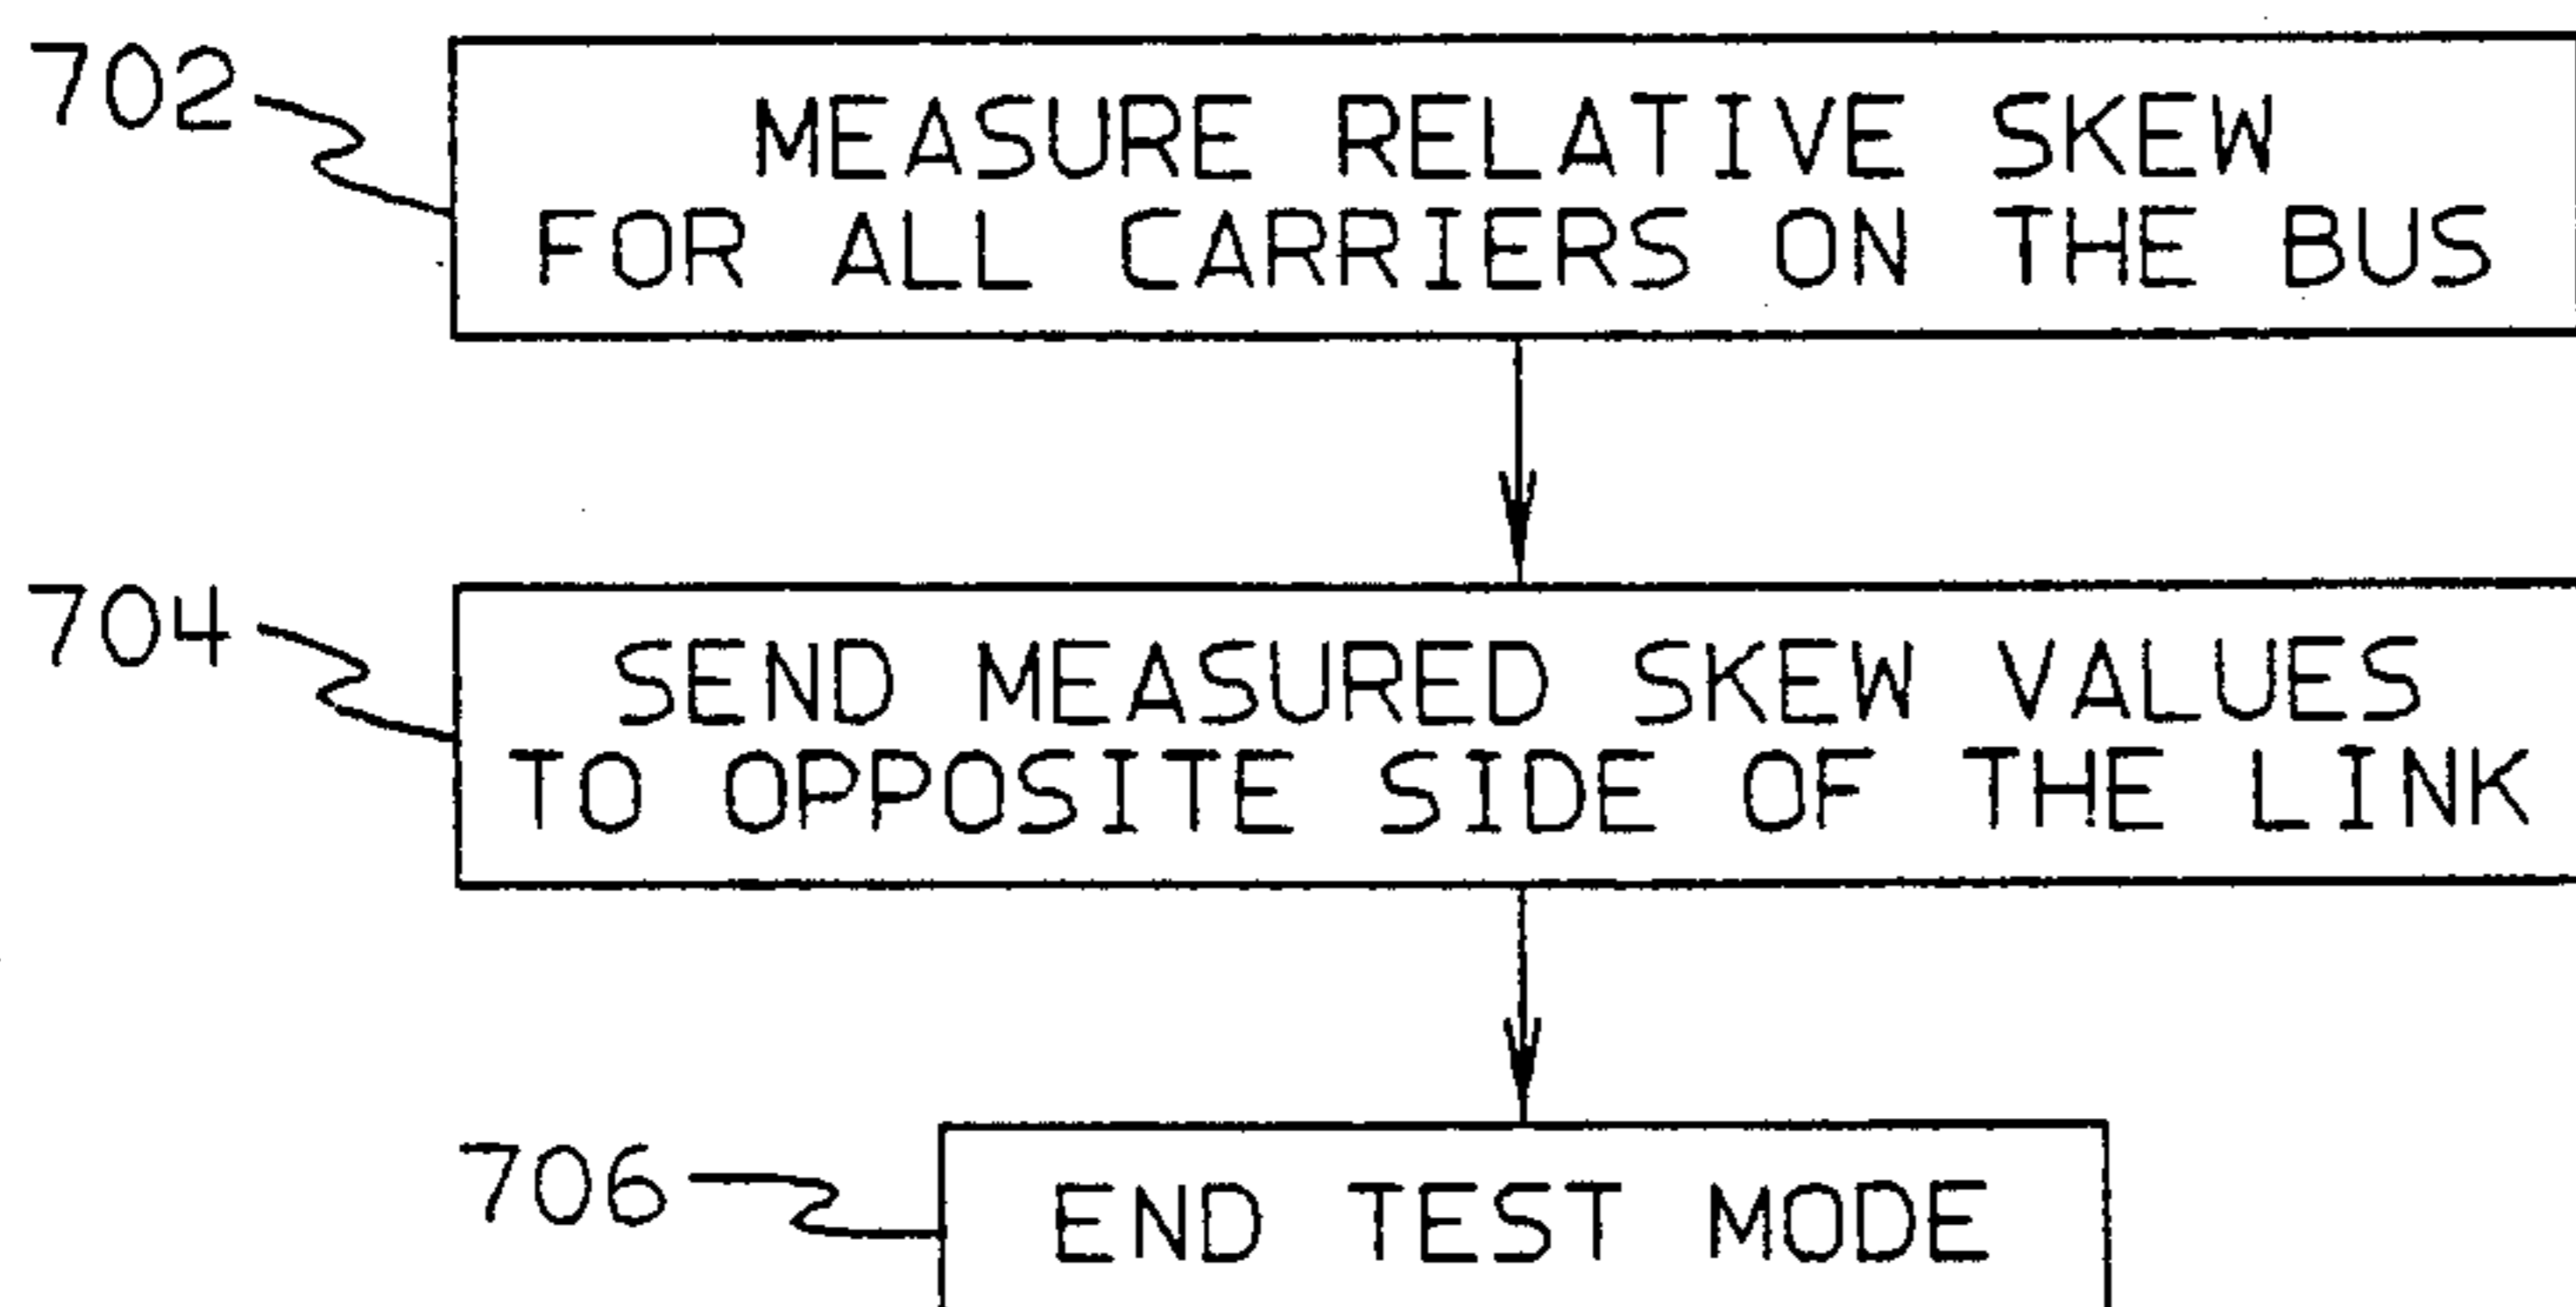 702
MEASURE RELATIVE SKEW
FOR ALL CARRIERS ON THE BUS
704
SEND MEASURED SKEW VALUES
TO OPPOSITE SIDE OF THE LINK
706
END TEST MODE